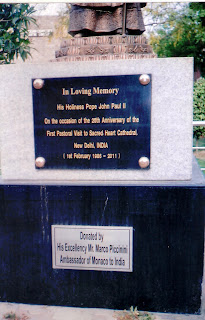 In Loving Memory
His Holiness Pope John Paul II
On the occasion of the 25th Anniversary of the
First Pastoral Visit to Sacred Heart Cathedral,
New Delhi, INDIA
(1st February 1986 - 2011)
Donated by
His Excellency Mr. Marco Piccinini
Ambassador of Monaco to India